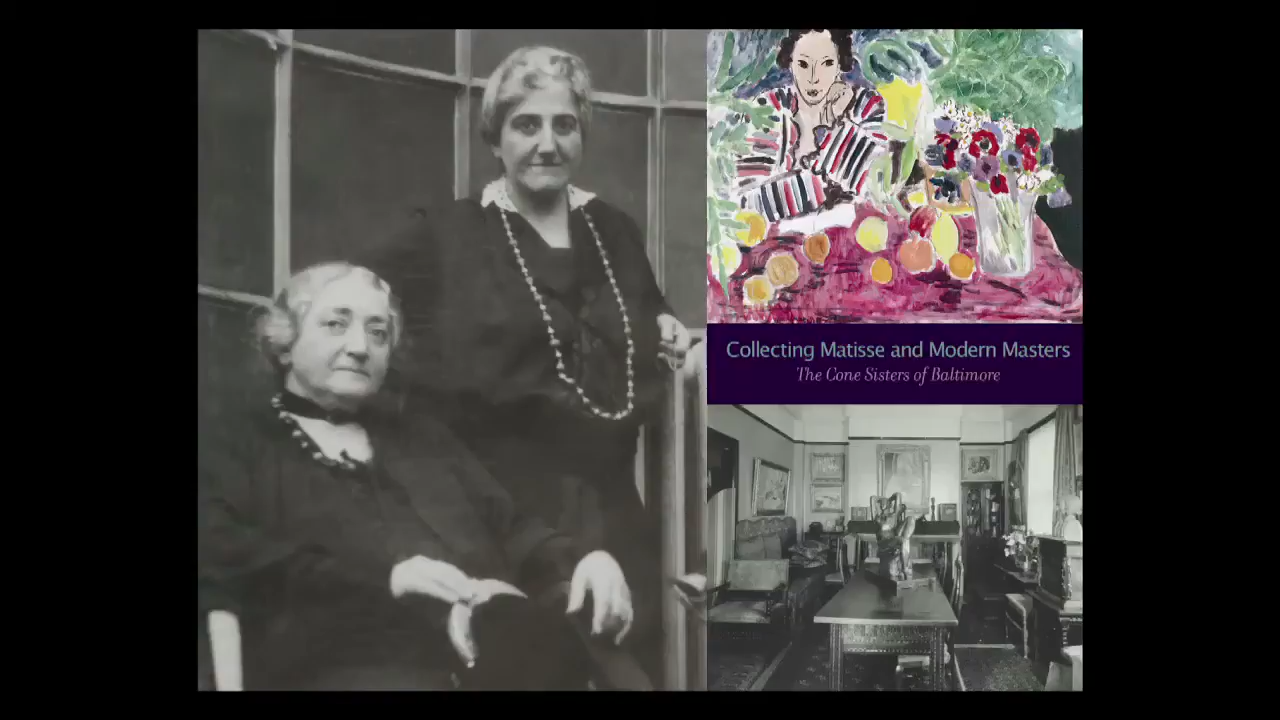 Collecting Matisse and Modern Masters
The Cone Sisters of Baltimore